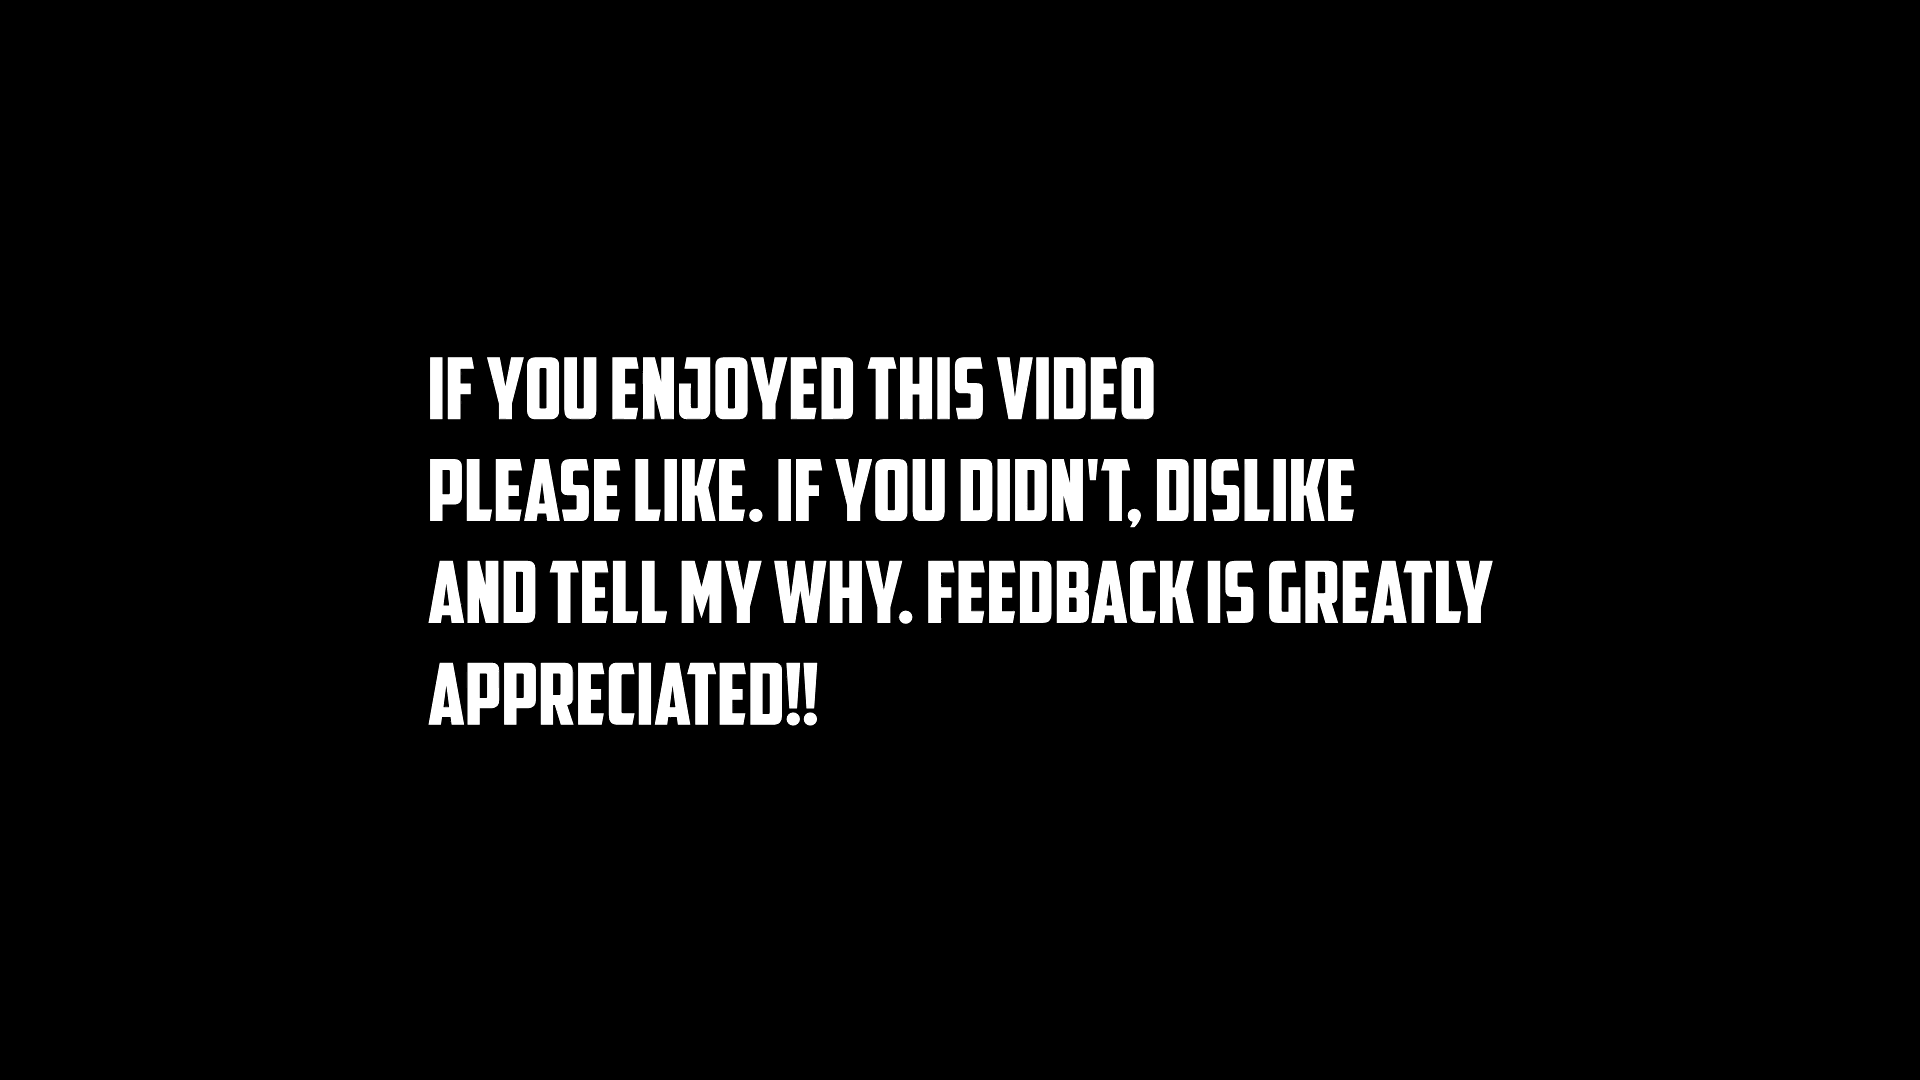 IF YOU ENJOYED THIS VIDEO
PLEASE LIKE. IF YOU DIDN'T, DISLIKE
AND TELL MY WHY. FEEDBACK IS GREATLY
APPRECIATED!!